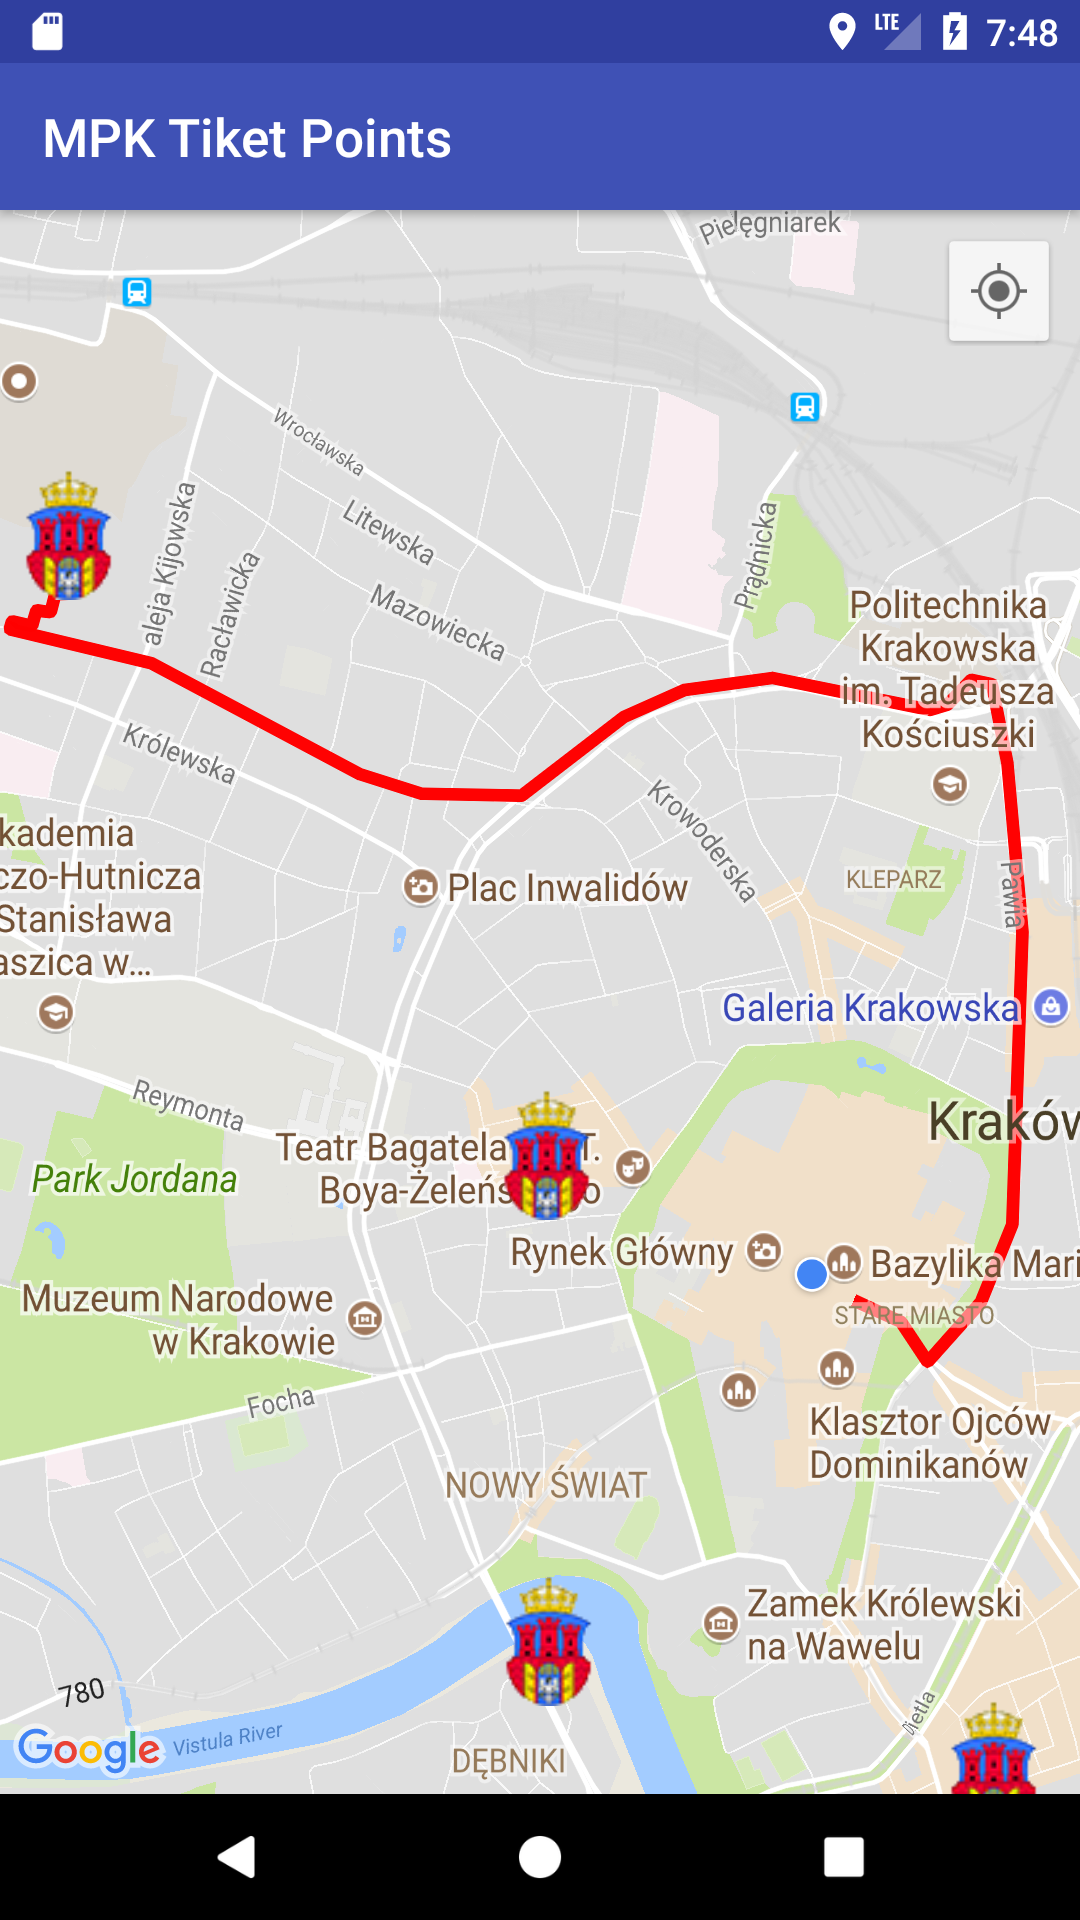 LTE
7:48
MPK Tiket Points
Pielęgniarek
Wrocławska
Litewska
aleja Kijowska
Racławicka
Mazowiecka
Prądnicka
Politechnika
Krakowska
im. Tadeusza
Kościuszki
Królewska
Krowoderska
kademia
czo-Hutnicza
Stanisława
aszica w...
Plac Inwalidów
KLEPARZ
Pawia
Galeria Krakowska
Reymonta
Kraków
Teatr Bagatela T.
Boya-Żeleńs o
Park Jordana
Rynek Główny
Bazylika Mari
Muzeum Narodowe
w Krakowie
STARE MIASTO
Focha
Klasztor Ojców
Dominikanów
NOWY ŚWIAT
Zamek Królewski
na Wawelu
780
Dietla
Google
Vistula River
DĘBNIKI